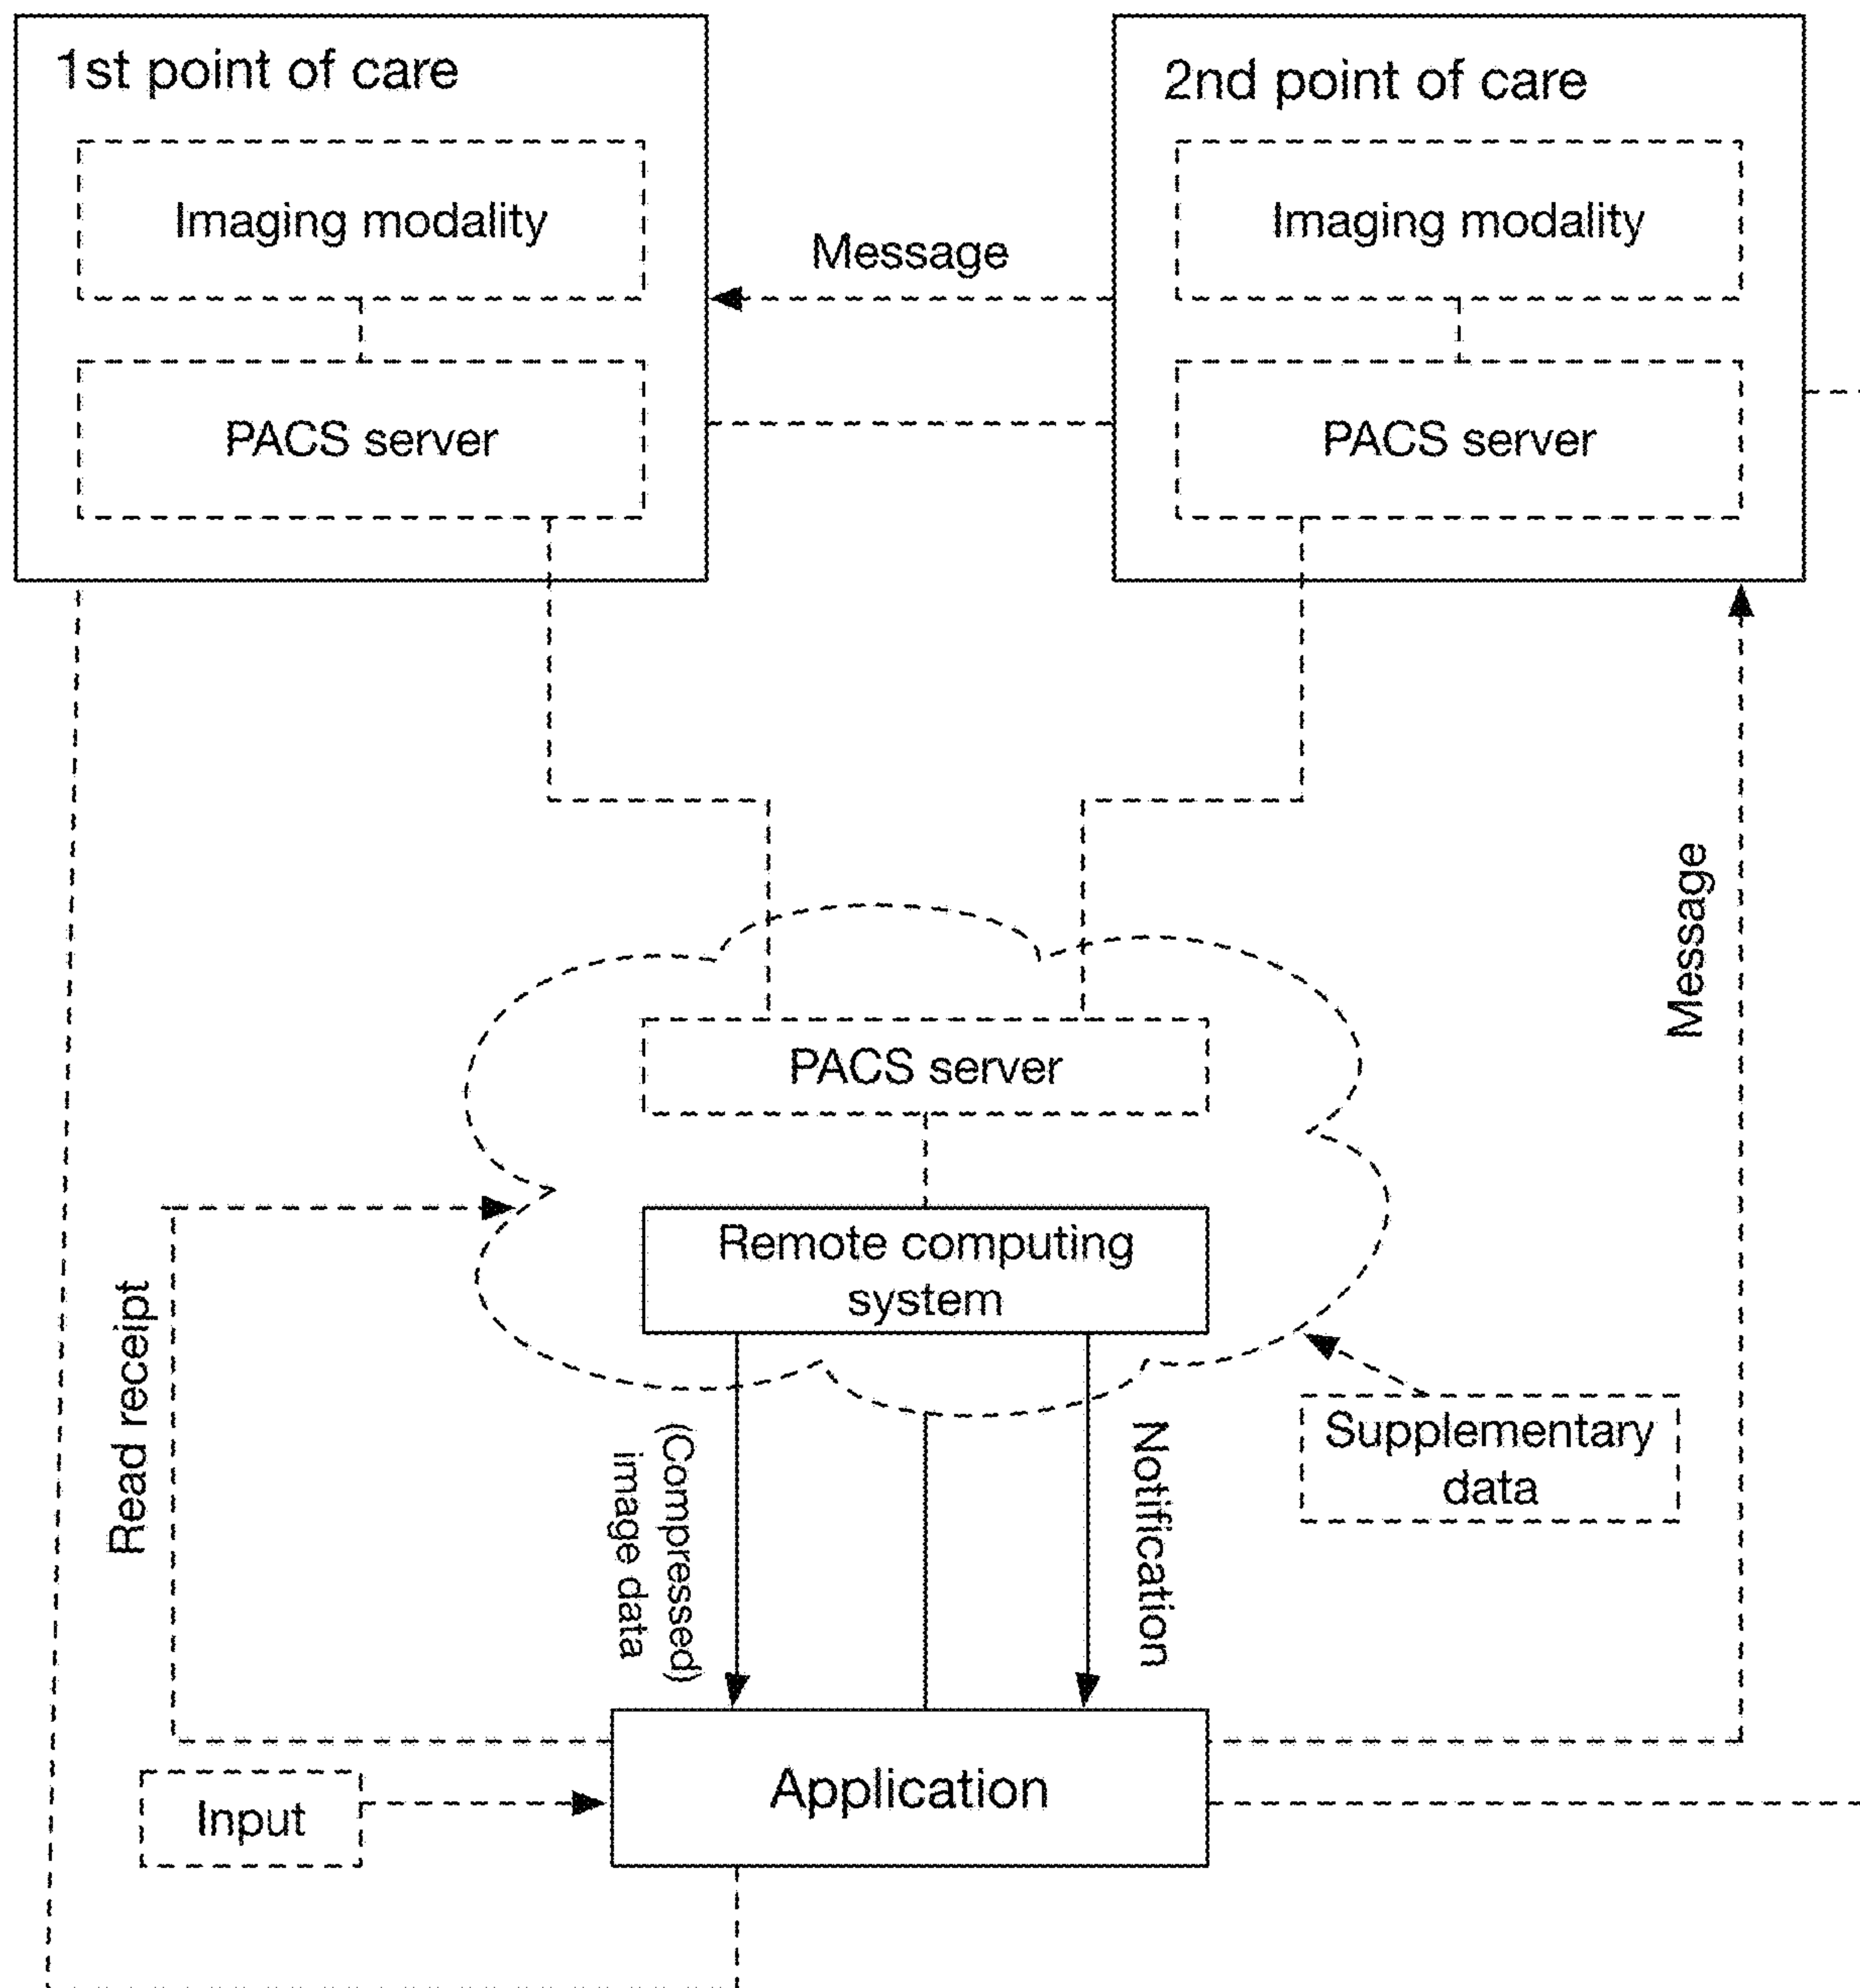 1st point of care
2nd point of care
Imaging modality
Imaging modality
Message
PACS server
PACS server
Message
PACS server
Remote computing
system
Read receipt
(Compressed)
image data
Notification
Supplementary
data
Application
Input